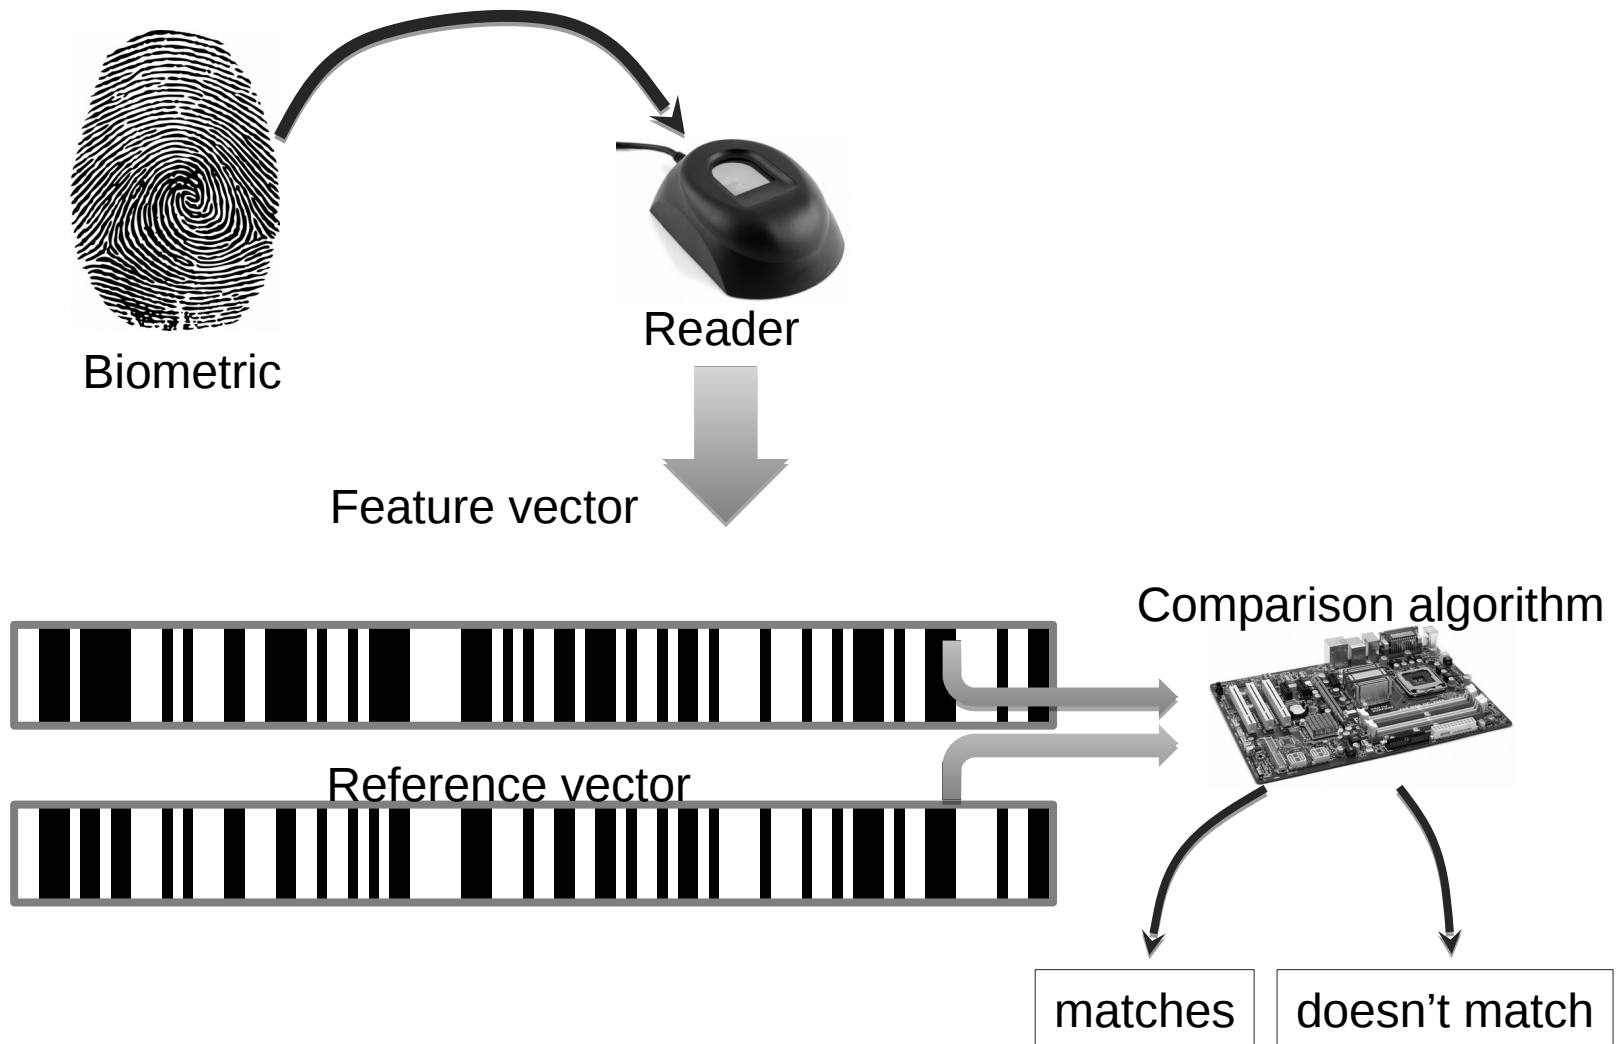 Reader
Biometric
Feature vector
Comparison algorithm
Reference vector
matches
doesn’t match